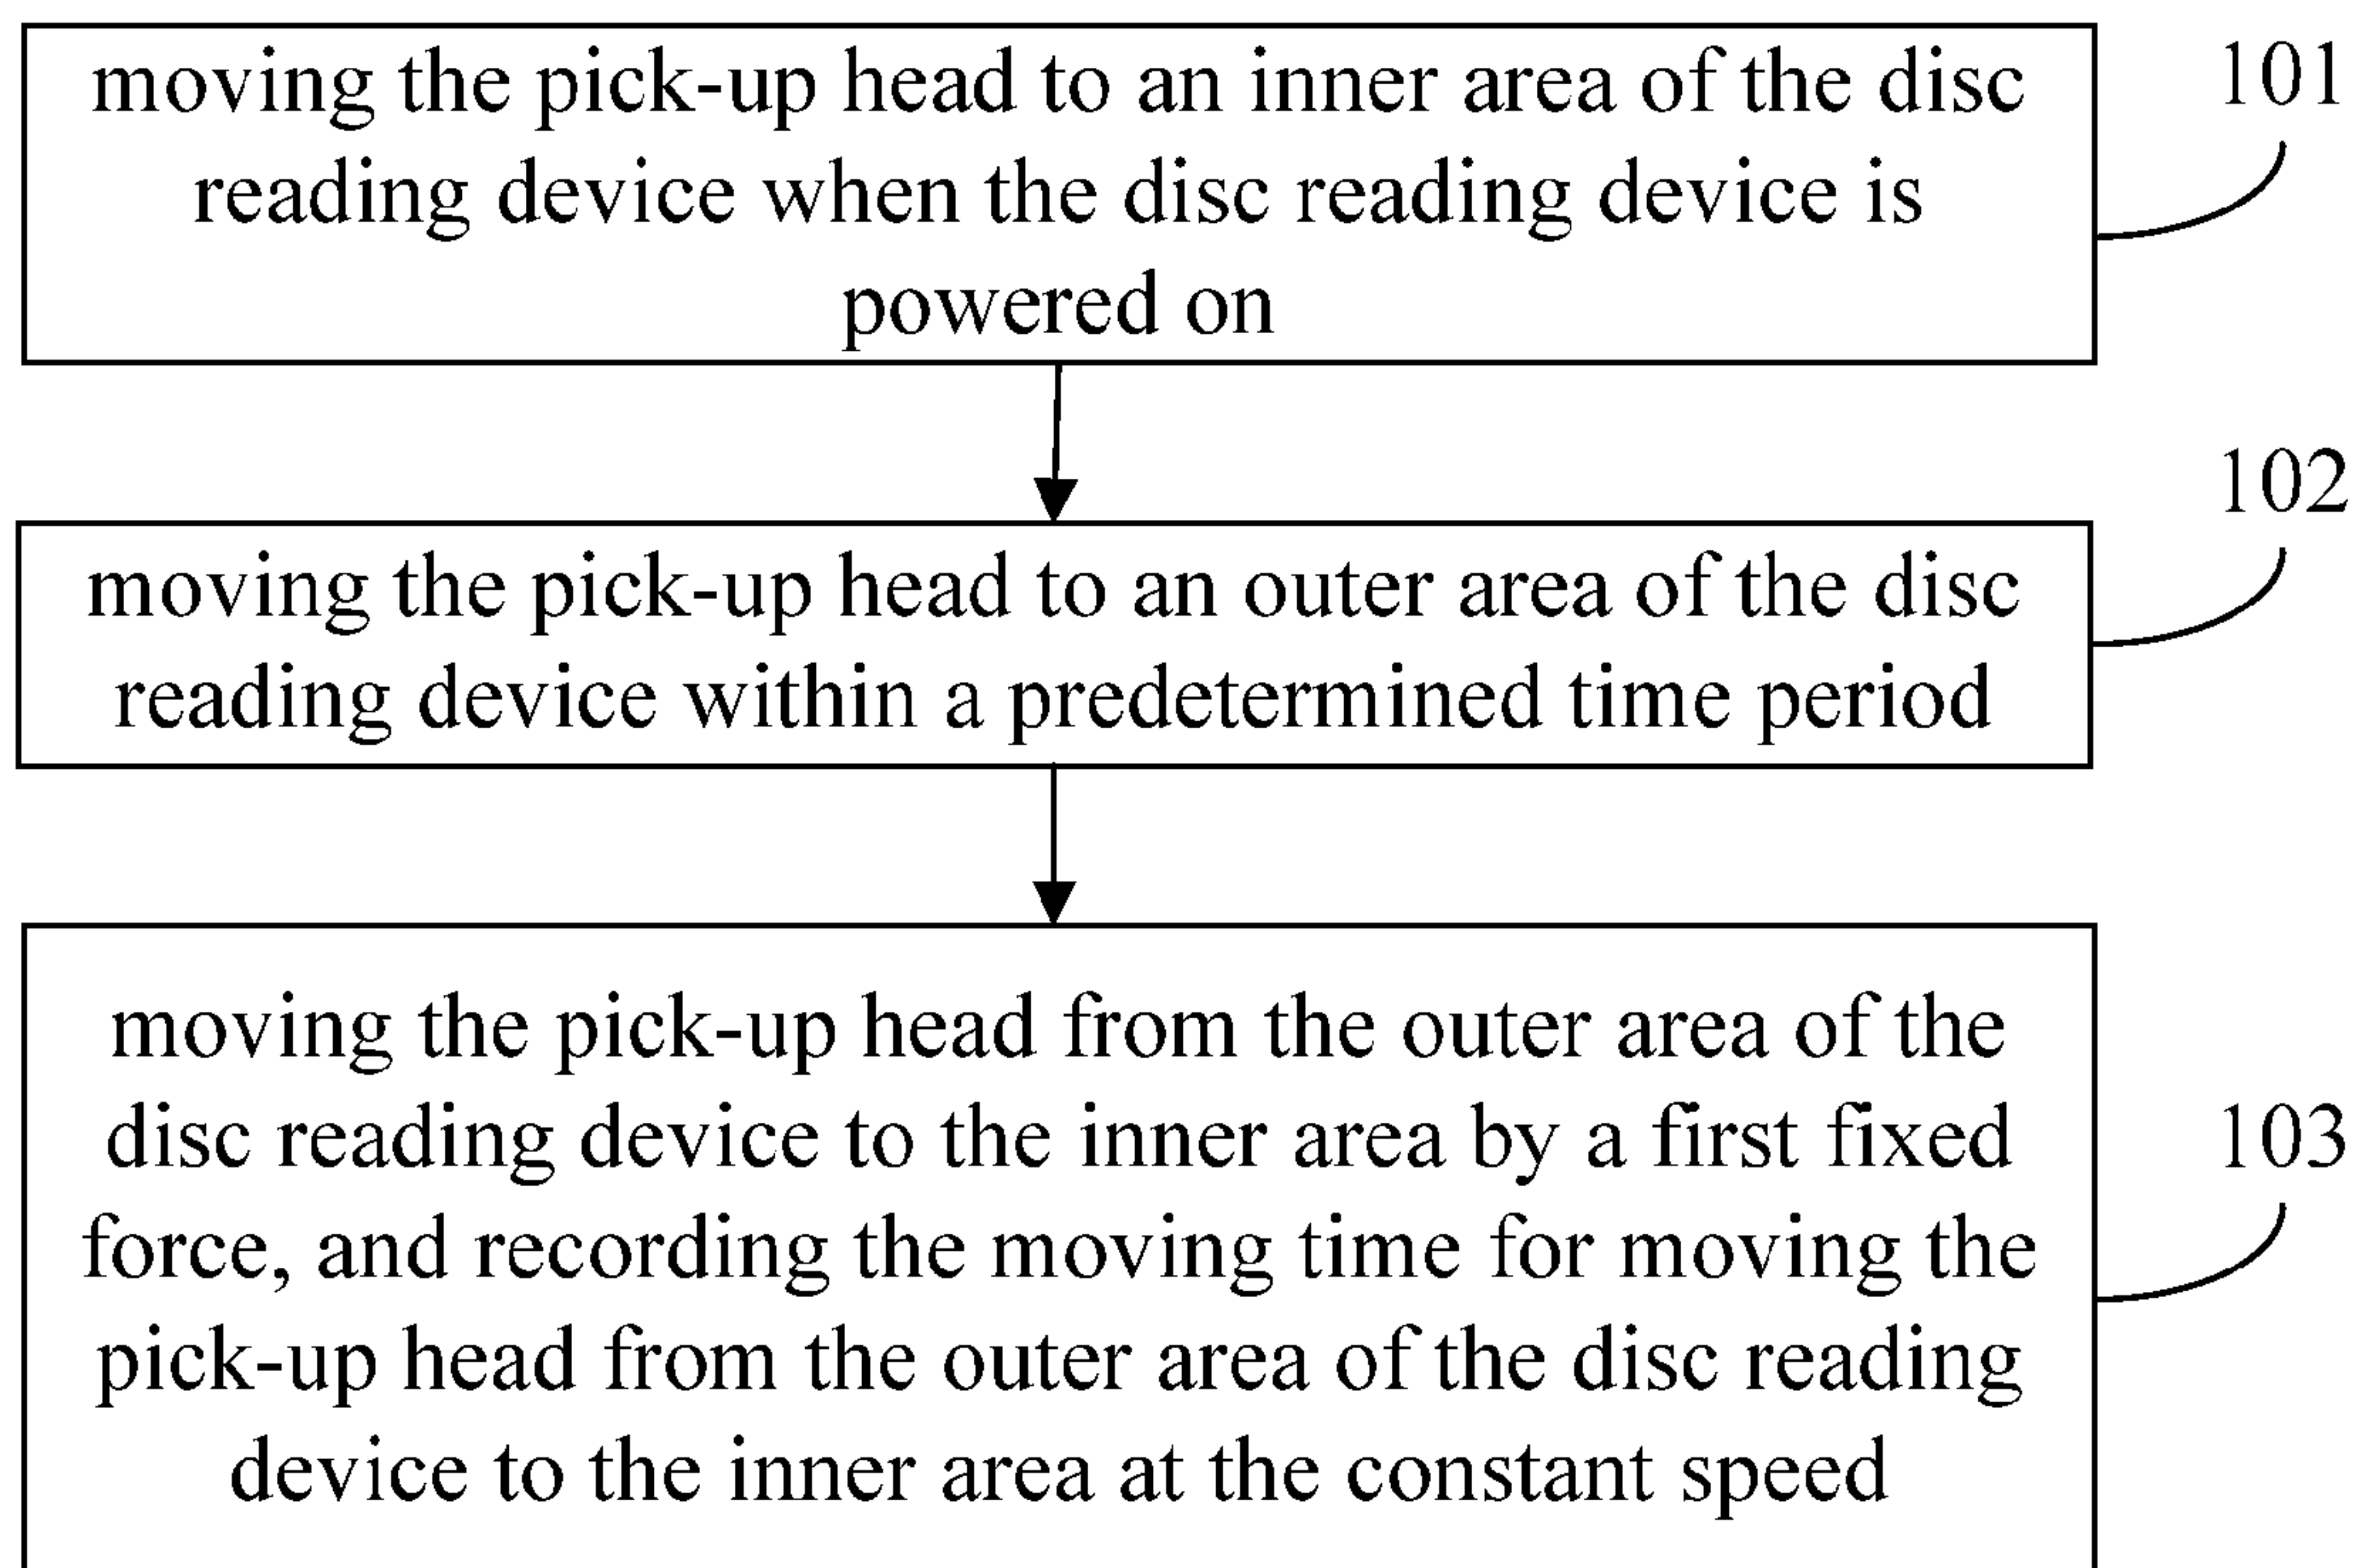 moving the pick-up head to an inner area of the disc
reading device when the disc reading device is
powered on
101
moving the pick-up head to an outer area of the disc
reading device within a predetermined time period
102
moving the pick-up head from the outer area of the
disc reading device to the inner area by a first fixed
force, and recording the moving time for moving the
pick-up head from the outer area of the disc reading
device to the inner area at the constant speed
103